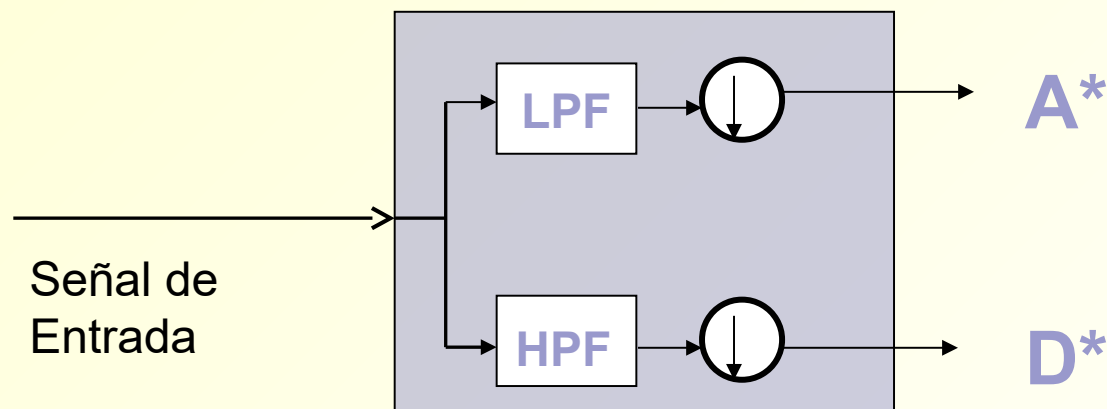 LPF
A*
Señal de
Entrada
HPF
D*